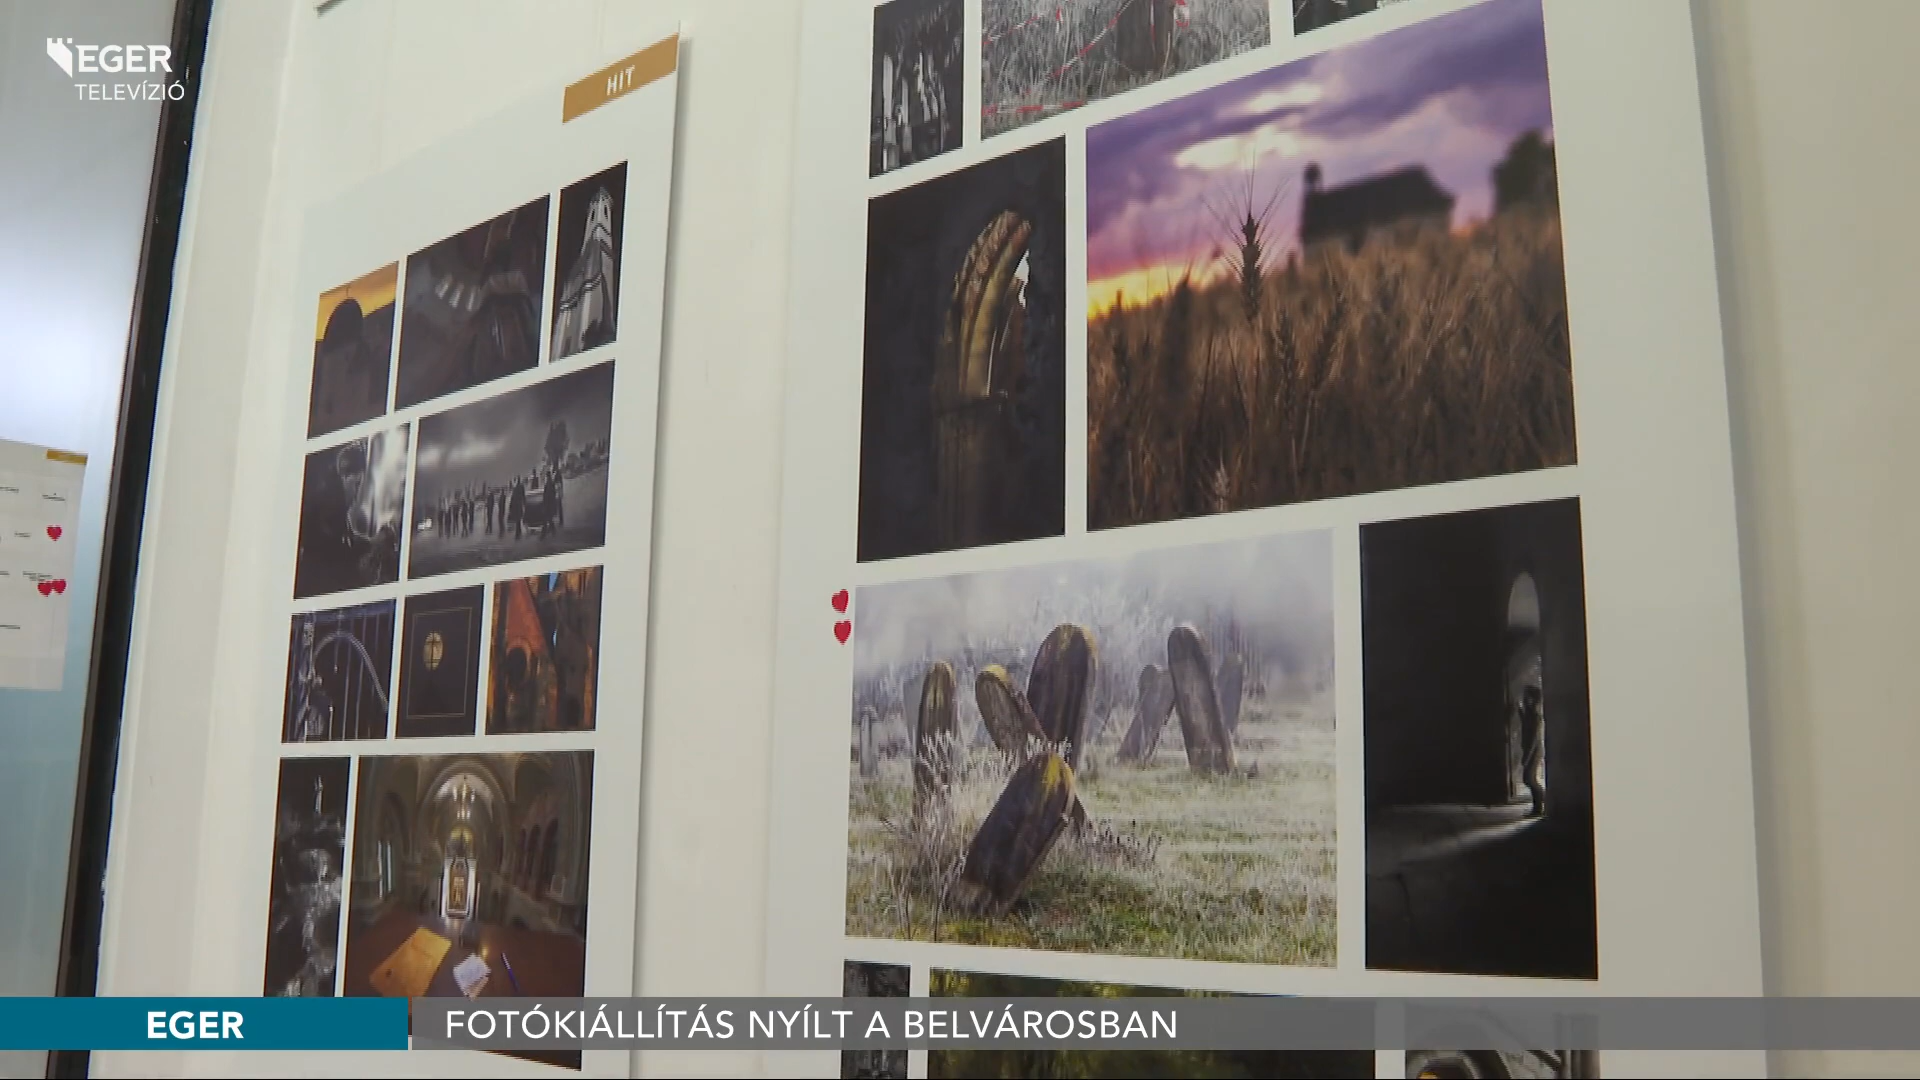 EGER
TELEVÍZIÓ
HIT
EGER
FOTÓKIÁLLÍTÁS NYÍLT A BELVÁROSBAN